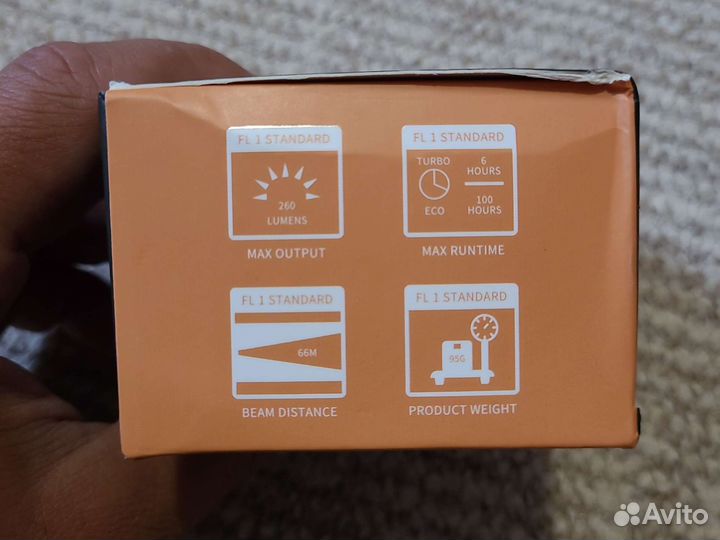 FL 1 STANDARD
260
LUMENS
MAX OUTPUT
FL 1 STANDARD
TURBO
6
HOURS
ECO
100
HOURS
MAX RUNTIME
FL 1 STANDARD
66M
BEAM DISTANCE
FL 1 STANDARD
95G
PRODUCT WEIGHT
Avito